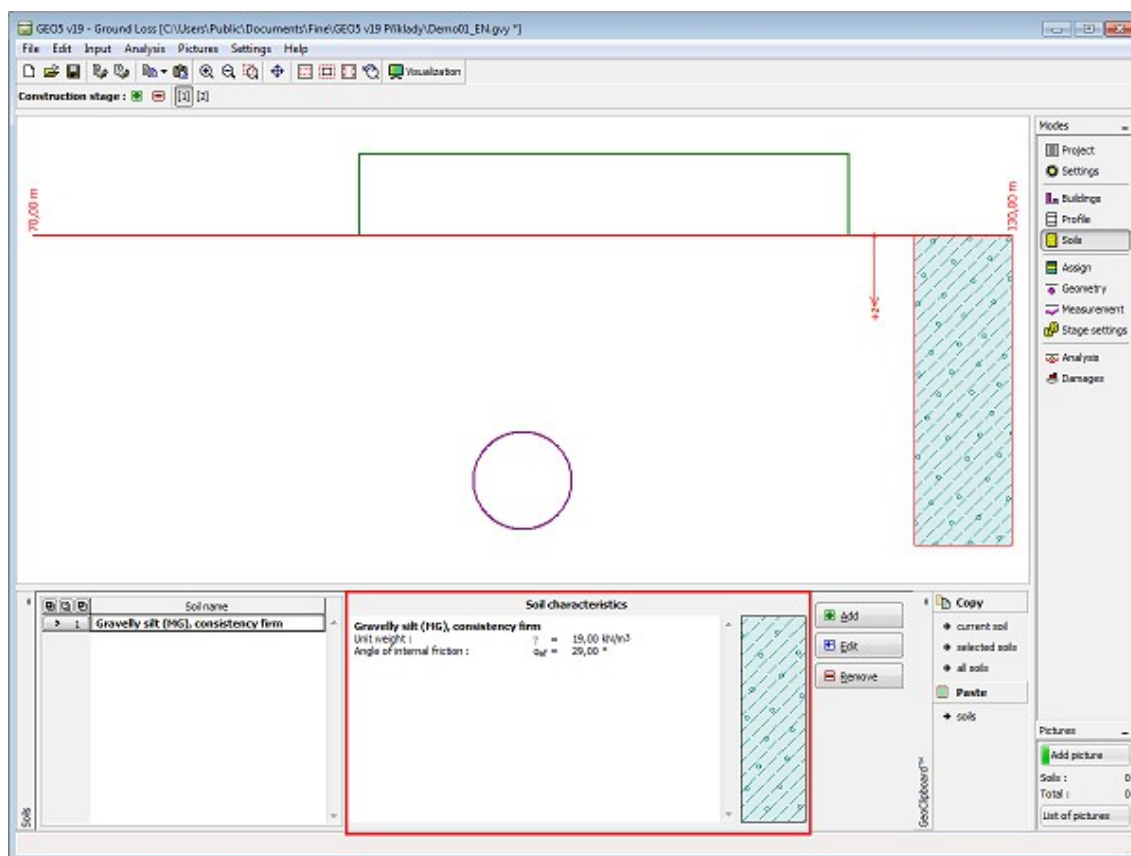 GEO5 v19 - Ground Loss [C:\Users\Public\Documents\Fine\GEO5 v19 Příklady\Demo01_EN.gvy *]
File Edit Input Analysis Pictures Settings Help
Visualization
Construction stage : [1] [2]
70,00 m
130,00 m
+z
Modes
Project
Settings
Buildings
Profile
Soils
Assign
Geometry
Measurement
Stage settings
Analysis
Damages
Soil name
1 Gravelly silt (MG), consistency firm
Soil characteristics
Gravelly silt (MG), consistency firm
Unit weight : γ = 19,00 kN/m3
Angle of internal friction : φef = 29,00 °
Add
Edit
Remove
Copy
current soil
selected soils
all soils
Paste
soils
GeoClipboard™
Soils
Pictures
Add picture
Soils : 0
Total : 0
List of pictures